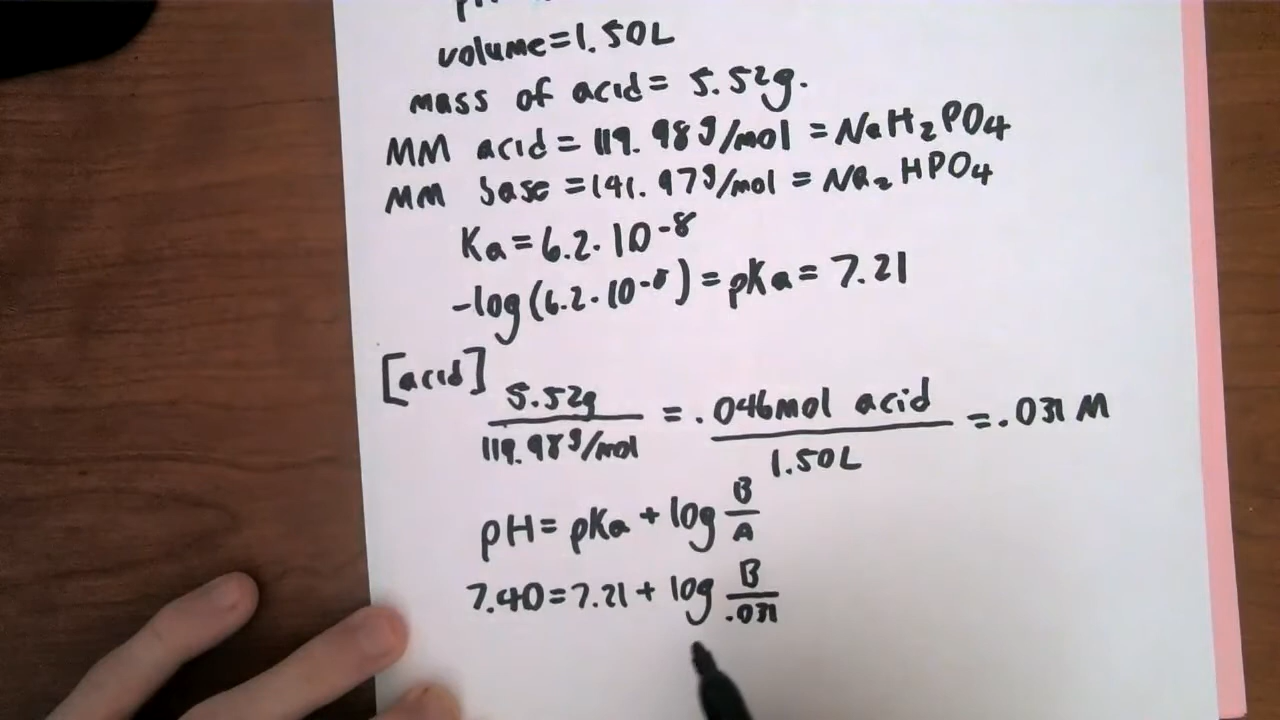 pH
volume=1.50L
mass of acid= 5.52g.
MM acid = 119.98g/mol = NaH₂PO₄
MM base =141.97g/mol = Na₂HPO₄
Ka=6.2·10⁻⁸
-log(6.2·10⁻⁸)=pKa=7.21
[acid]
5.52g / 119.98g/mol = .046mol acid / 1.50L =.031 M
pH= pKa + log B/A
7.40=7.21+ log B/.031